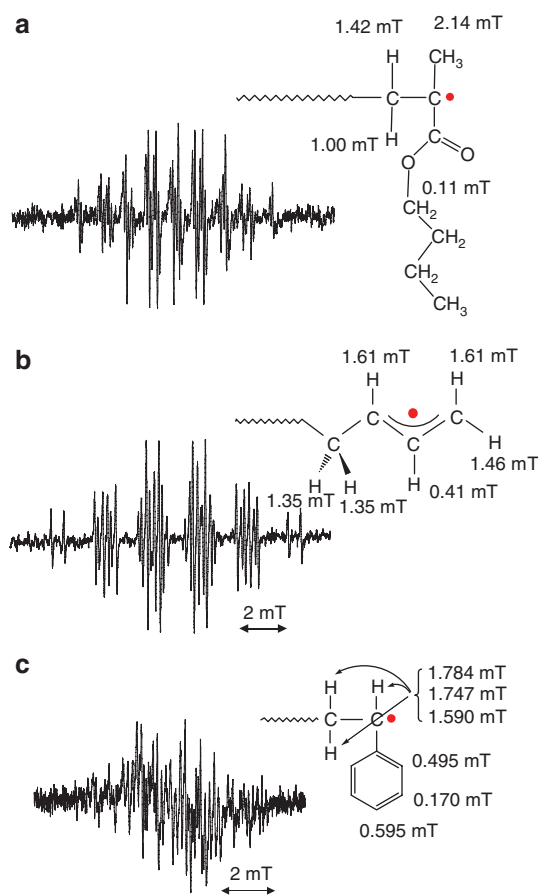 a
1.42 mT 2.14 mT
H CH3
C C
H
1.00 mT C
O O
0.11 mT
CH2
CH2
CH2
CH3
b
1.61 mT 1.61 mT
H H
C C
C C H
H H H 1.46 mT
1.35 mT 1.35 mT 0.41 mT
2 mT
c
1.784 mT
H H 1.747 mT
1.590 mT
C C
H
0.495 mT
0.170 mT
0.595 mT
2 mT